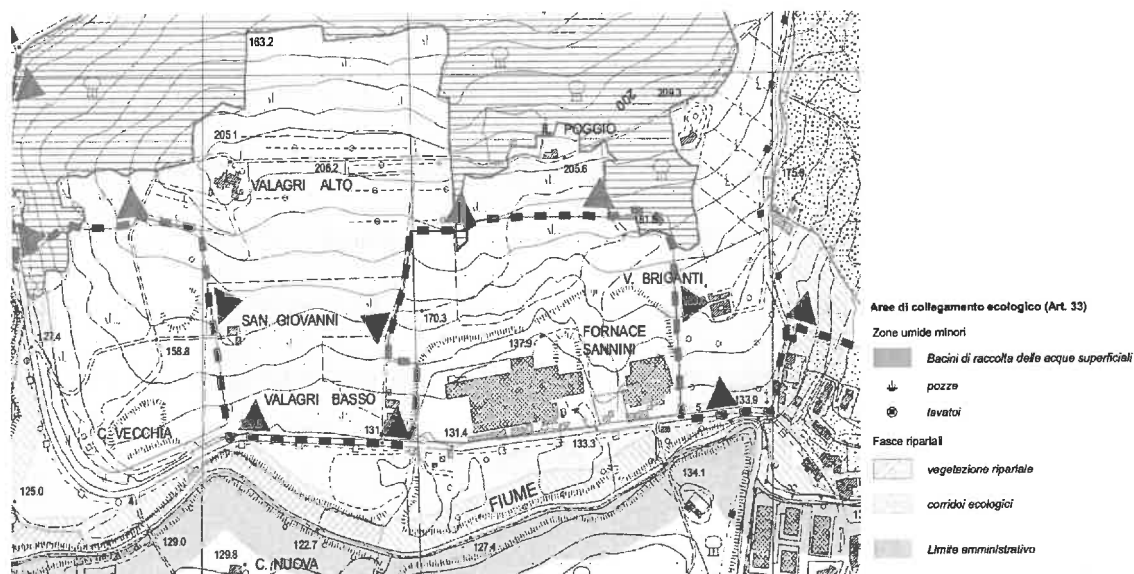 163.2
200
209.3
IL POGGIO
205.1
206.2
205.6
175.8
VALAGRI ALTO
V. BRIGANTI
127.4
SAN GIOVANNI
170.3
158.8
137.9
FORNACE
SANNINI
VALAGRI BASSO
133.9
C. VECCHIA
131.4
133.3
134.1
125.0
FIUME
129.0
122.7
127.4
129.8
C. NUOVA
Aree di collegamento ecologico (Art. 33)
Zone umide minori
Bacini di raccolta delle acque superficiali
pozze
lavatoi
Fasce ripariali
vegetazione ripariale
corridoi ecologici
Limite amministrativo